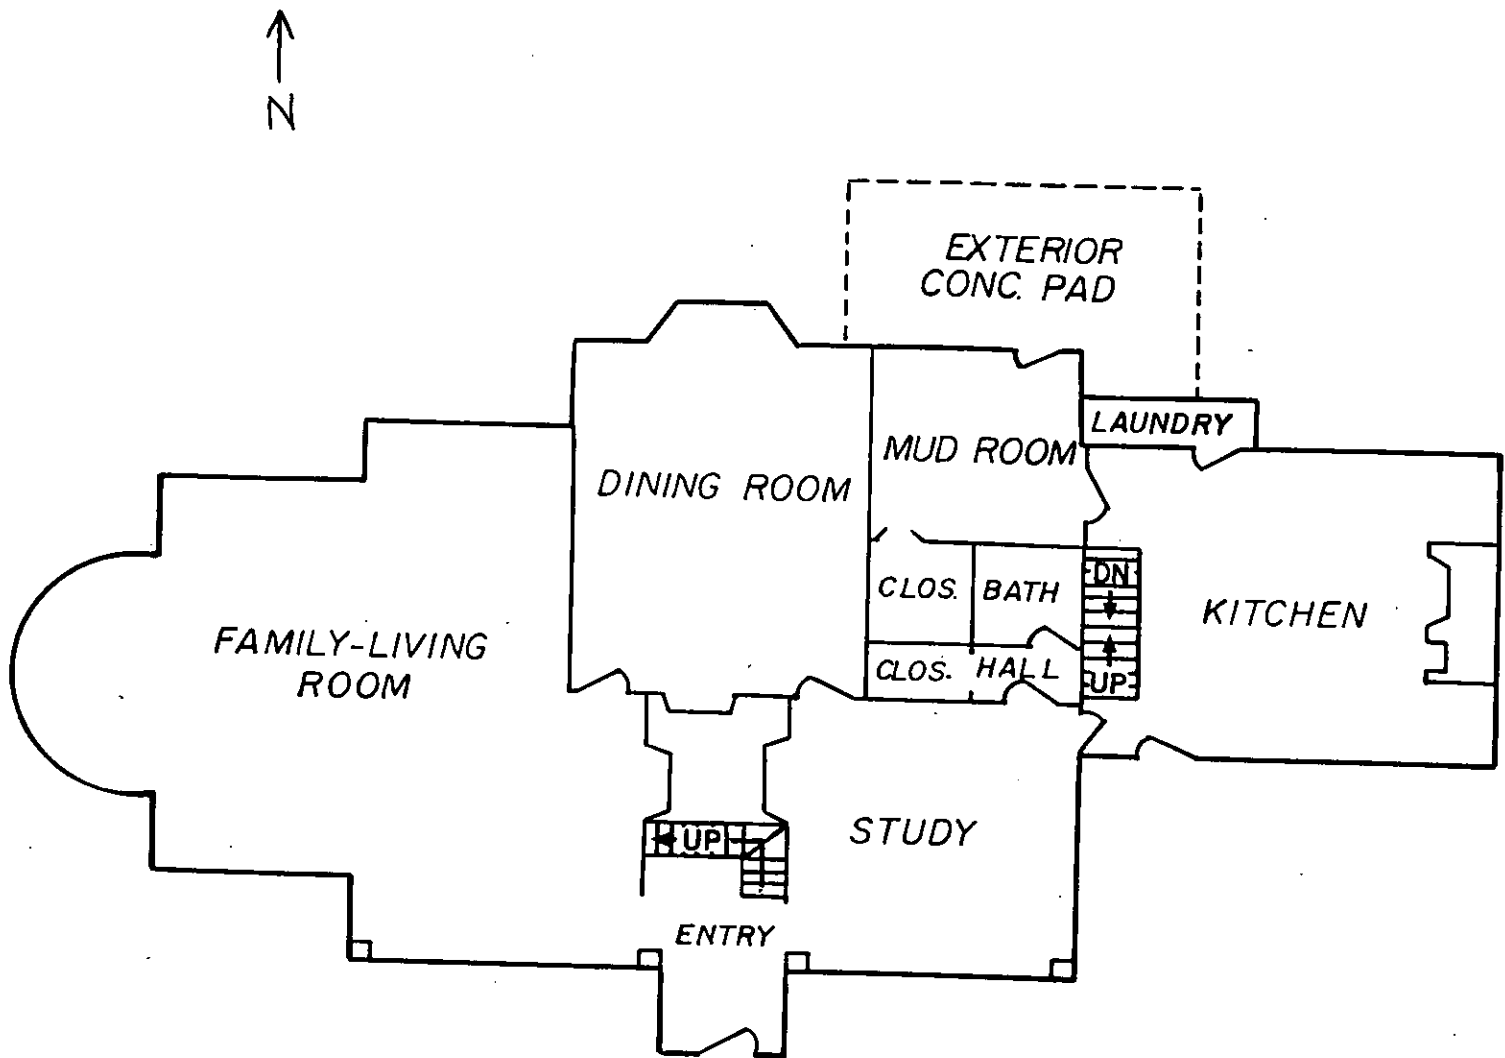 N
EXTERIOR
CONC. PAD
LAUNDRY
MUD ROOM
DINING ROOM
CLOS.
BATH
DN
KITCHEN
FAMILY-LIVING
ROOM
CLOS.
HALL
UP
UP
STUDY
ENTRY